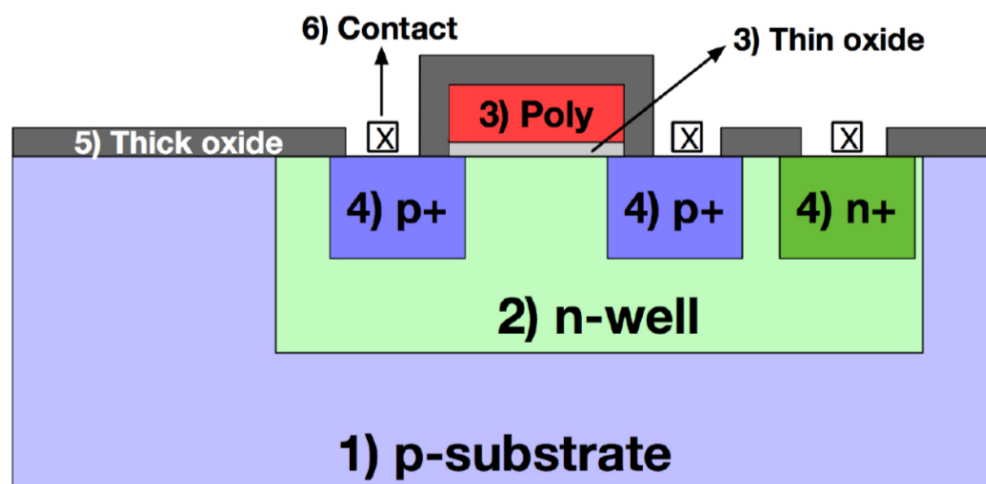 6) Contact
3) Thin oxide
3) Poly
5) Thick oxide
X
X
X
4) p+
4) p+
4) n+
2) n-well
1) p-substrate